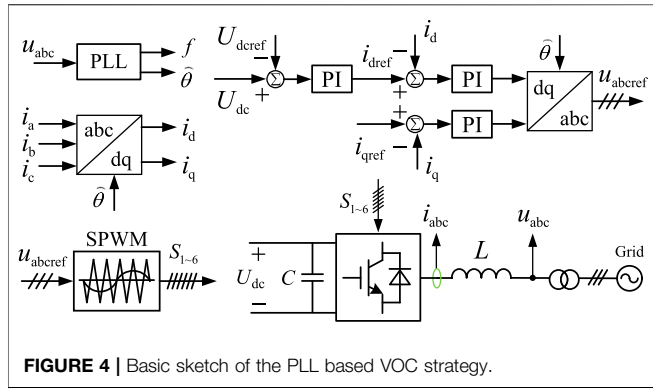 u_abc PLL f
θ̂
U_dcref − Σ + U_dc PI i_dref − i_d + Σ PI θ̂ dq abc u_abcref
i_qref + Σ − i_q PI
i_a abc i_d
i_b
i_c dq i_q
θ̂
u_abcref SPWM S_1~6
S_1~6 i_abc u_abc
+ U_dc − C L Grid
FIGURE 4 | Basic sketch of the PLL based VOC strategy.